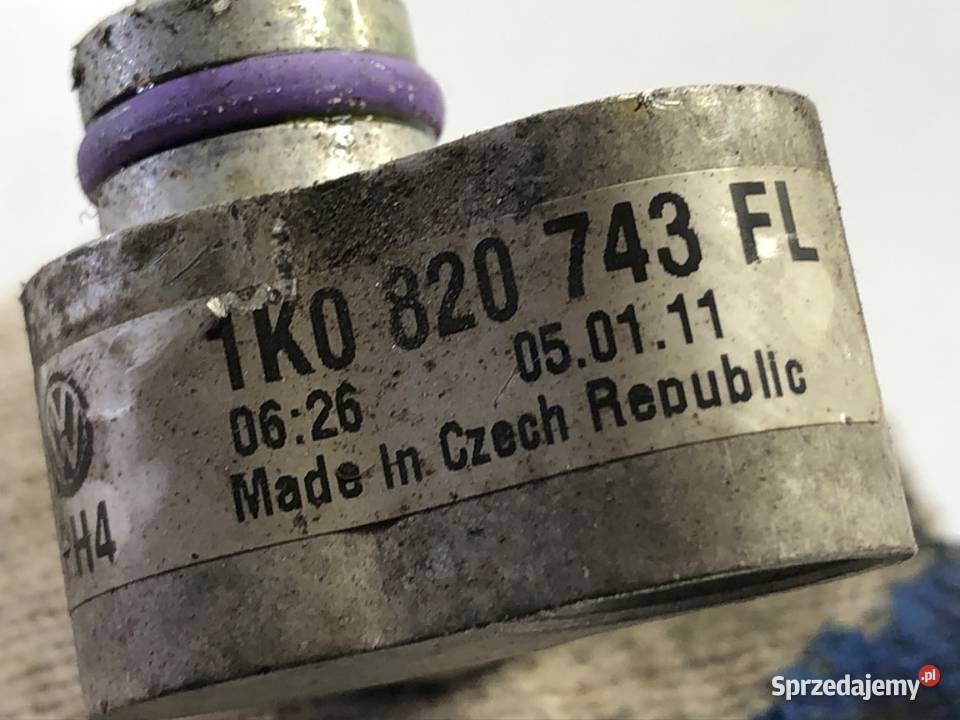 1K0 820 743 FL
06:26 05.01.11
Made In Czech Republic
H4
Sprzedajemy.pl